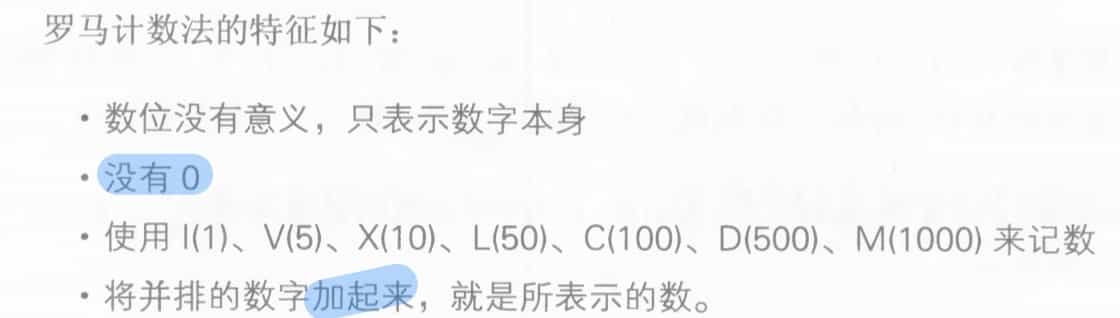 罗马计数法的特征如下：
• 数位没有意义，只表示数字本身
• 没有 0
• 使用 I(1)、V(5)、X(10)、L(50)、C(100)、D(500)、M(1000) 来记数
• 将并排的数字加起来，就是所表示的数。